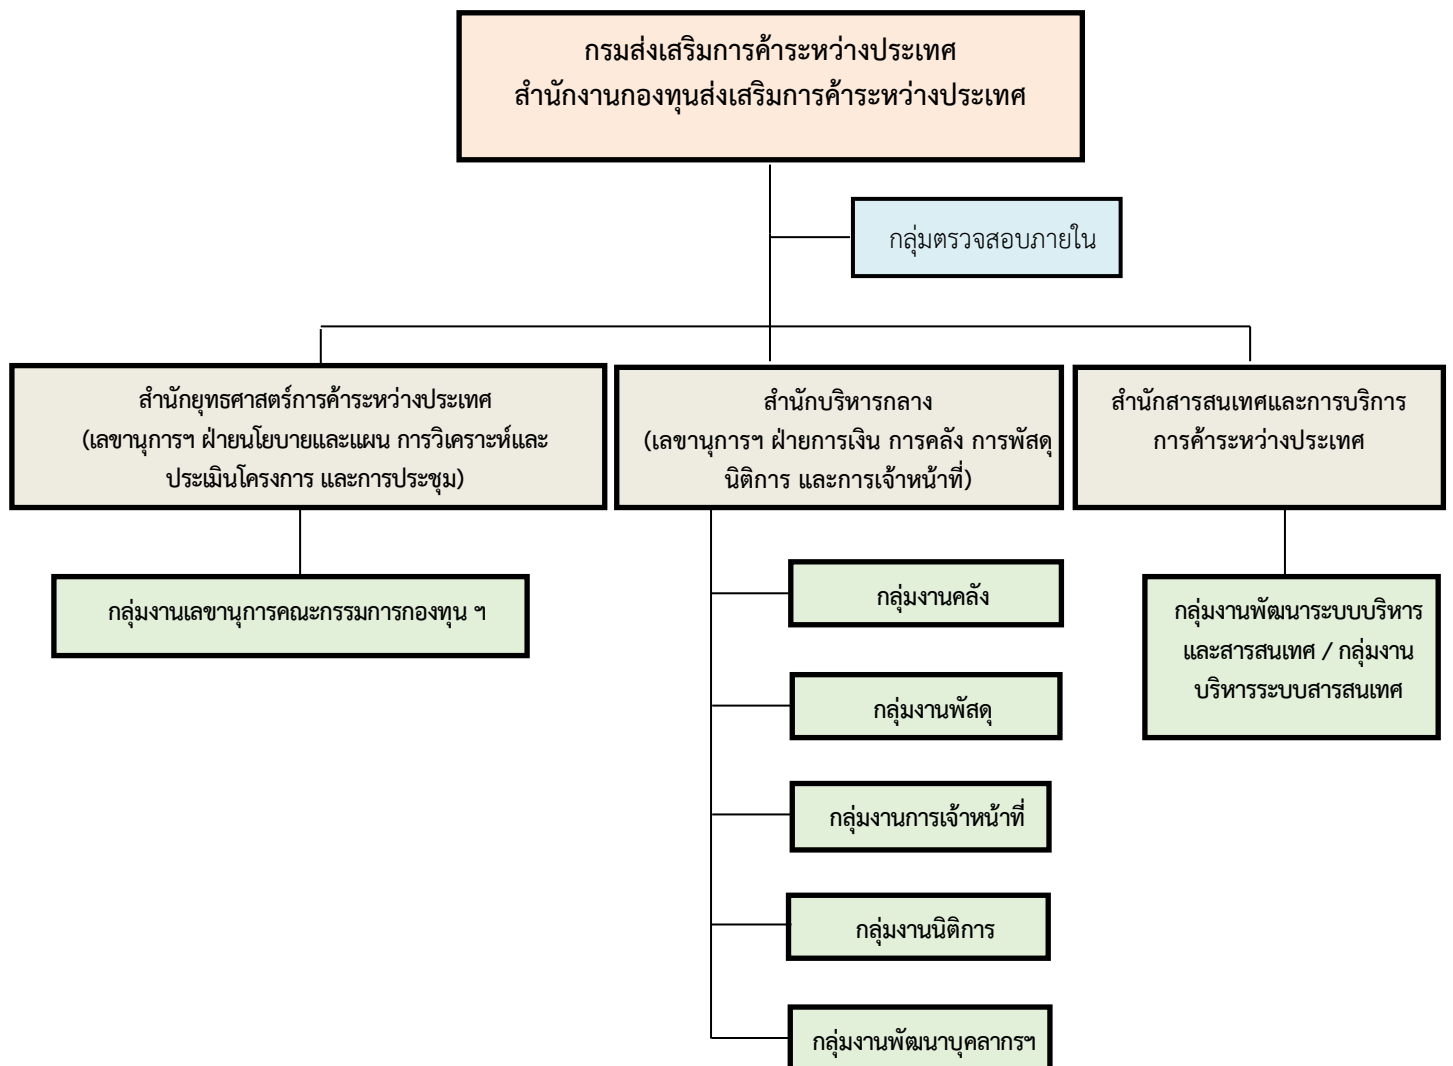 กรมส่งเสริมการค้าระหว่างประเทศ
สำนักงานกองทุนส่งเสริมการค้าระหว่างประเทศ
กลุ่มตรวจสอบภายใน
สำนักยุทธศาสตร์การค้าระหว่างประเทศ
(เลขานุการฯ ฝ่ายนโยบายและแผน การวิเคราะห์และ
ประเมินโครงการ และการประชุม)
สำนักบริหารกลาง
(เลขานุการฯ ฝ่ายการเงิน การคลัง การพัสดุ
นิติการ และการเจ้าหน้าที่)
สำนักสารสนเทศและการบริการ
การค้าระหว่างประเทศ
กลุ่มงานเลขานุการคณะกรรมการกองทุน ฯ
กลุ่มงานคลัง
กลุ่มงานพัสดุ
กลุ่มงานการเจ้าหน้าที่
กลุ่มงานนิติการ
กลุ่มงานพัฒนาบุคลากรฯ
กลุ่มงานพัฒนาระบบบริหาร
และสารสนเทศ / กลุ่มงาน
บริหารระบบสารสนเทศ